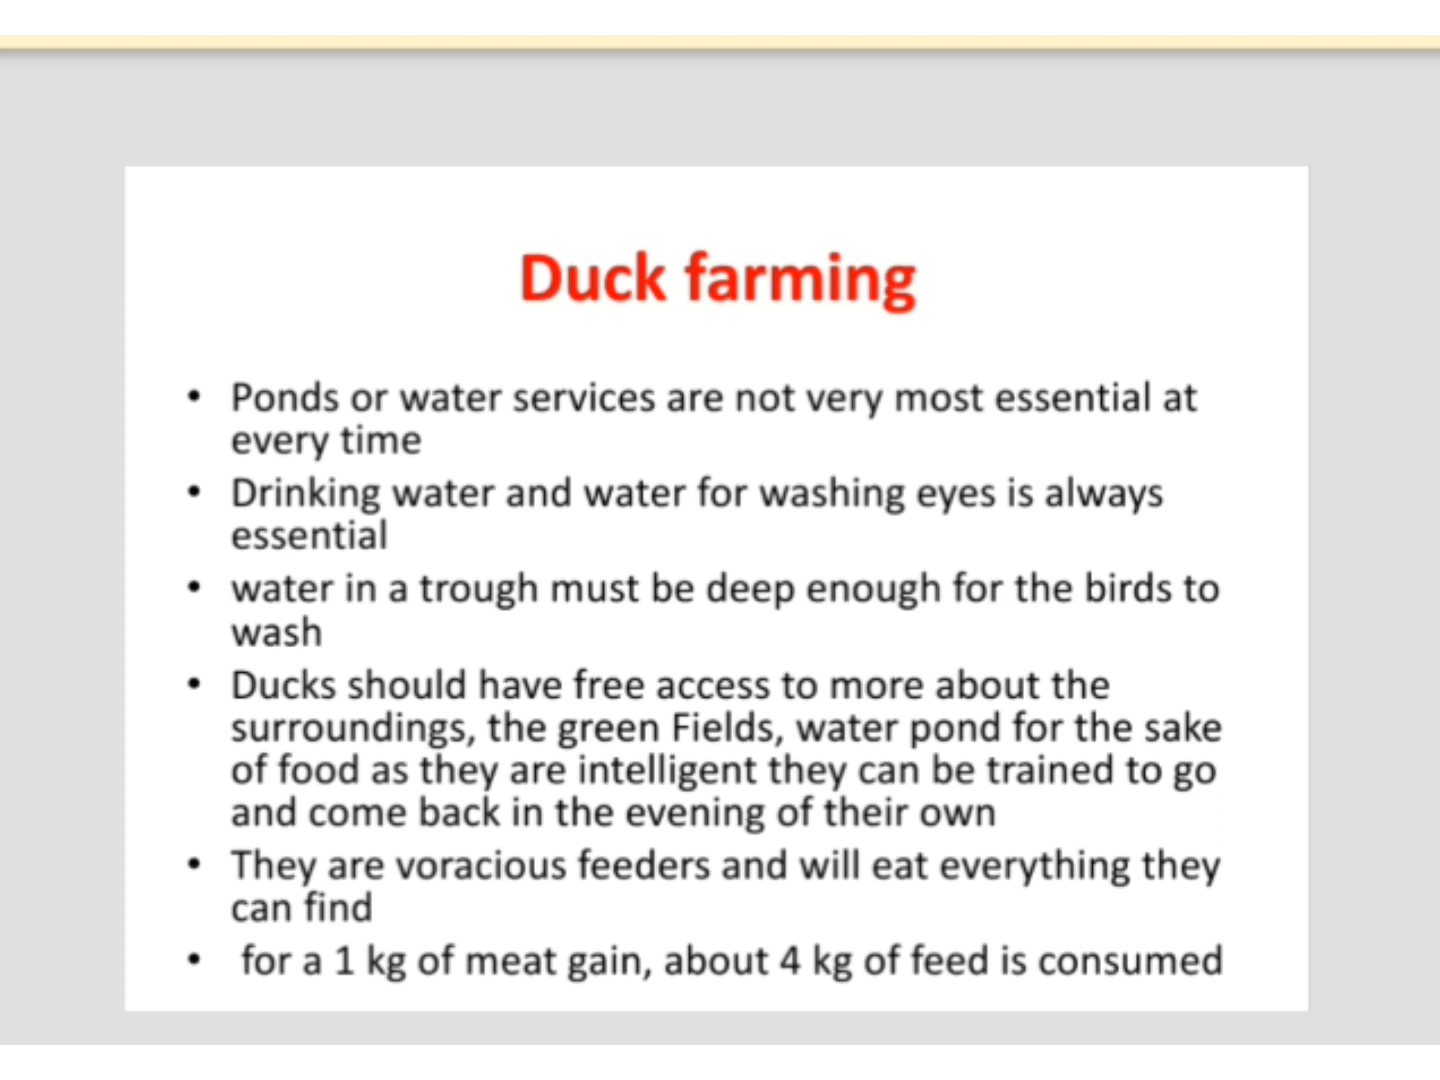 Duck farming
• Ponds or water services are not very most essential at
every time
• Drinking water and water for washing eyes is always
essential
• water in a trough must be deep enough for the birds to
wash
• Ducks should have free access to more about the
surroundings, the green Fields, water pond for the sake
of food as they are intelligent they can be trained to go
and come back in the evening of their own
• They are voracious feeders and will eat everything they
can find
• for a 1 kg of meat gain, about 4 kg of feed is consumed